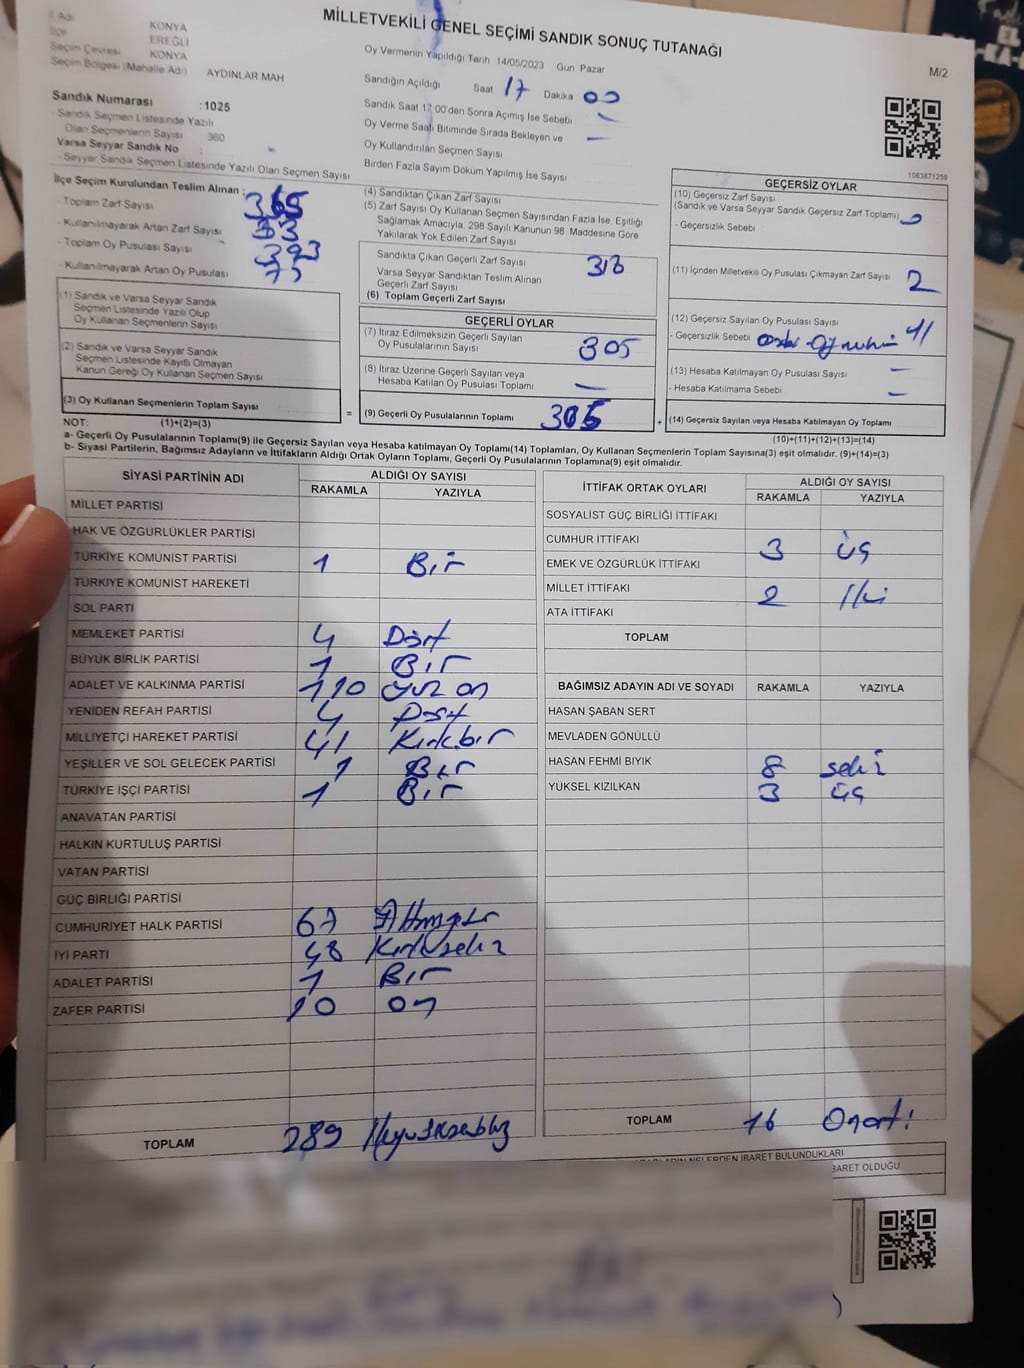 MİLLETVEKİLİ GENEL SEÇİMİ SANDIK SONUÇ TUTANAĞI
M/2
İl Adı KONYA
İlçe EREĞLİ
Seçim Çevresi KONYA
Seçim Bölgesi (Mahalle Adı) AYDINLAR MAH
Sandık Numarası :1025
Sandık Seçmen Listesinde Yazılı
Olan Seçmenlerin Sayısı 360
Varsa Seyyar Sandık No : -
- Seyyar Sandık Seçmen Listesinde Yazılı Olan Seçmen Sayısı
Oy Vermenin Yapıldığı Tarih 14/05/2023 Gün Pazar
Sandığın Açıldığı Saat 17 Dakika 00
Sandık Saat 17:00'den Sonra Açımış İse Sebebi -
Oy Verme Saati Bitiminde Sırada Bekleyen ve -
Oy Kullandırılan Seçmen Sayısı
Birden Fazla Sayım Döküm Yapılmış İse Sayısı
1063871259
İlçe Seçim Kurulundan Teslim Alınan :
- Toplam Zarf Sayısı 365
- Kullanılmayarak Artan Zarf Sayısı
- Toplam Oy Pusulası Sayısı 393
- Kullanılmayarak Artan Oy Pusulası
(1) Sandık ve Varsa Seyyar Sandık
Seçmen Listesinde Yazılı Olup
Oy Kullanan Seçmenlerin Sayısı
(2) Sandık ve Varsa Seyyar Sandık
Seçmen Listesinde Kayıtlı Olmayan
Kanun Gereği Oy Kullanan Seçmen Sayısı
(3) Oy Kullanan Seçmenlerin Toplam Sayısı
(4) Sandıktan Çıkan Zarf Sayısı
(5) Zarf Sayısı Oy Kullanan Seçmen Sayısından Fazla İse, Eşitliği
Sağlamak Amacıyla, 298 Sayılı Kanunun 98. Maddesine Göre
Yakılarak Yok Edilen Zarf Sayısı
Sandıkta Çıkan Geçerli Zarf Sayısı 318
Varsa Seyyar Sandıktan Teslim Alınan
Geçerli Zarf Sayısı
(6) Toplam Geçerli Zarf Sayısı
GEÇERLİ OYLAR
(7) İtiraz Edilmeksizin Geçerli Sayılan
Oy Pusulalarının Sayısı 305
(8) İtiraz Üzerine Geçerli Sayılan veya
Hesaba Katılan Oy Pusulası Toplamı -
= (9) Geçerli Oy Pusulalarının Toplamı 305 +
GEÇERSİZ OYLAR
(10) Geçersiz Zarf Sayısı
(Sandık ve Varsa Seyyar Sandık Geçersiz Zarf Toplamı)
- Geçersizlik Sebebi
(11) İçinden Milletvekili Oy Pusulası Çıkmayan Zarf Sayısı 2
(12) Geçersiz Sayılan Oy Pusulası Sayısı 11
- Geçersizlik Sebebi
(13) Hesaba Katılmayan Oy Pusulası Sayısı -
- Hesaba Katılmama Sebebi -
(14) Geçersiz Sayılan veya Hesaba Katılmayan Oy Toplamı
NOT: (1)+(2)=(3) (10)+(11)+(12)+(13)=(14)
a- Geçerli Oy Pusulalarının Toplamı(9) ile Geçersiz Sayılan veya Hesaba katılmayan Oy Toplamı(14) Toplamları, Oy Kullanan Seçmenlerin Toplam Sayısına(3) eşit olmalıdır. (9)+(14)=(3)
b- Siyasi Partilerin, Bağımsız Adayların ve İttifakların Aldığı Ortak Oyların Toplamı, Geçerli Oy Pusulalarının Toplamına(9) eşit olmalıdır.
SİYASİ PARTİNİN ADI ALDIĞI OY SAYISI
RAKAMLA YAZIYLA
MİLLET PARTİSİ
HAK VE ÖZGÜRLÜKLER PARTİSİ
TÜRKİYE KOMÜNİST PARTİSİ 1 Bir
TÜRKİYE KOMÜNİST HAREKETİ
SOL PARTİ
MEMLEKET PARTİSİ 4 Dört
BÜYÜK BİRLİK PARTİSİ 1 Bir
ADALET VE KALKINMA PARTİSİ 110 Yüz on
YENİDEN REFAH PARTİSİ 4 Dört
MİLLİYETÇİ HAREKET PARTİSİ 41 Kırkbir
YEŞİLLER VE SOL GELECEK PARTİSİ 1 Bir
TÜRKİYE İŞÇİ PARTİSİ 1 Bir
ANAVATAN PARTİSİ
HALKIN KURTULUŞ PARTİSİ
VATAN PARTİSİ
GÜÇ BİRLİĞİ PARTİSİ
CUMHURİYET HALK PARTİSİ 67
İYİ PARTİ 48 Kırksekiz
ADALET PARTİSİ 1 Bir
ZAFER PARTİSİ 10 on
TOPLAM 289
İTTİFAK ORTAK OYLARI ALDIĞI OY SAYISI
RAKAMLA YAZIYLA
SOSYALİST GÜÇ BİRLİĞİ İTTİFAKI
CUMHUR İTTİFAKI 3 üç
EMEK VE ÖZGÜRLÜK İTTİFAKI
MİLLET İTTİFAKI 2 İki
ATA İTTİFAKI
TOPLAM
BAĞIMSIZ ADAYIN ADI VE SOYADI RAKAMLA YAZIYLA
HASAN ŞABAN SERT
MEVLADEN GÖNÜLLÜ
HASAN FEHMİ BIYIK 8 sekiz
YÜKSEL KIZILKAN 3 üç
TOPLAM 16 Onaltı
NELERDEN İBARET BULUNDUKLARI
BARET OLDUĞU